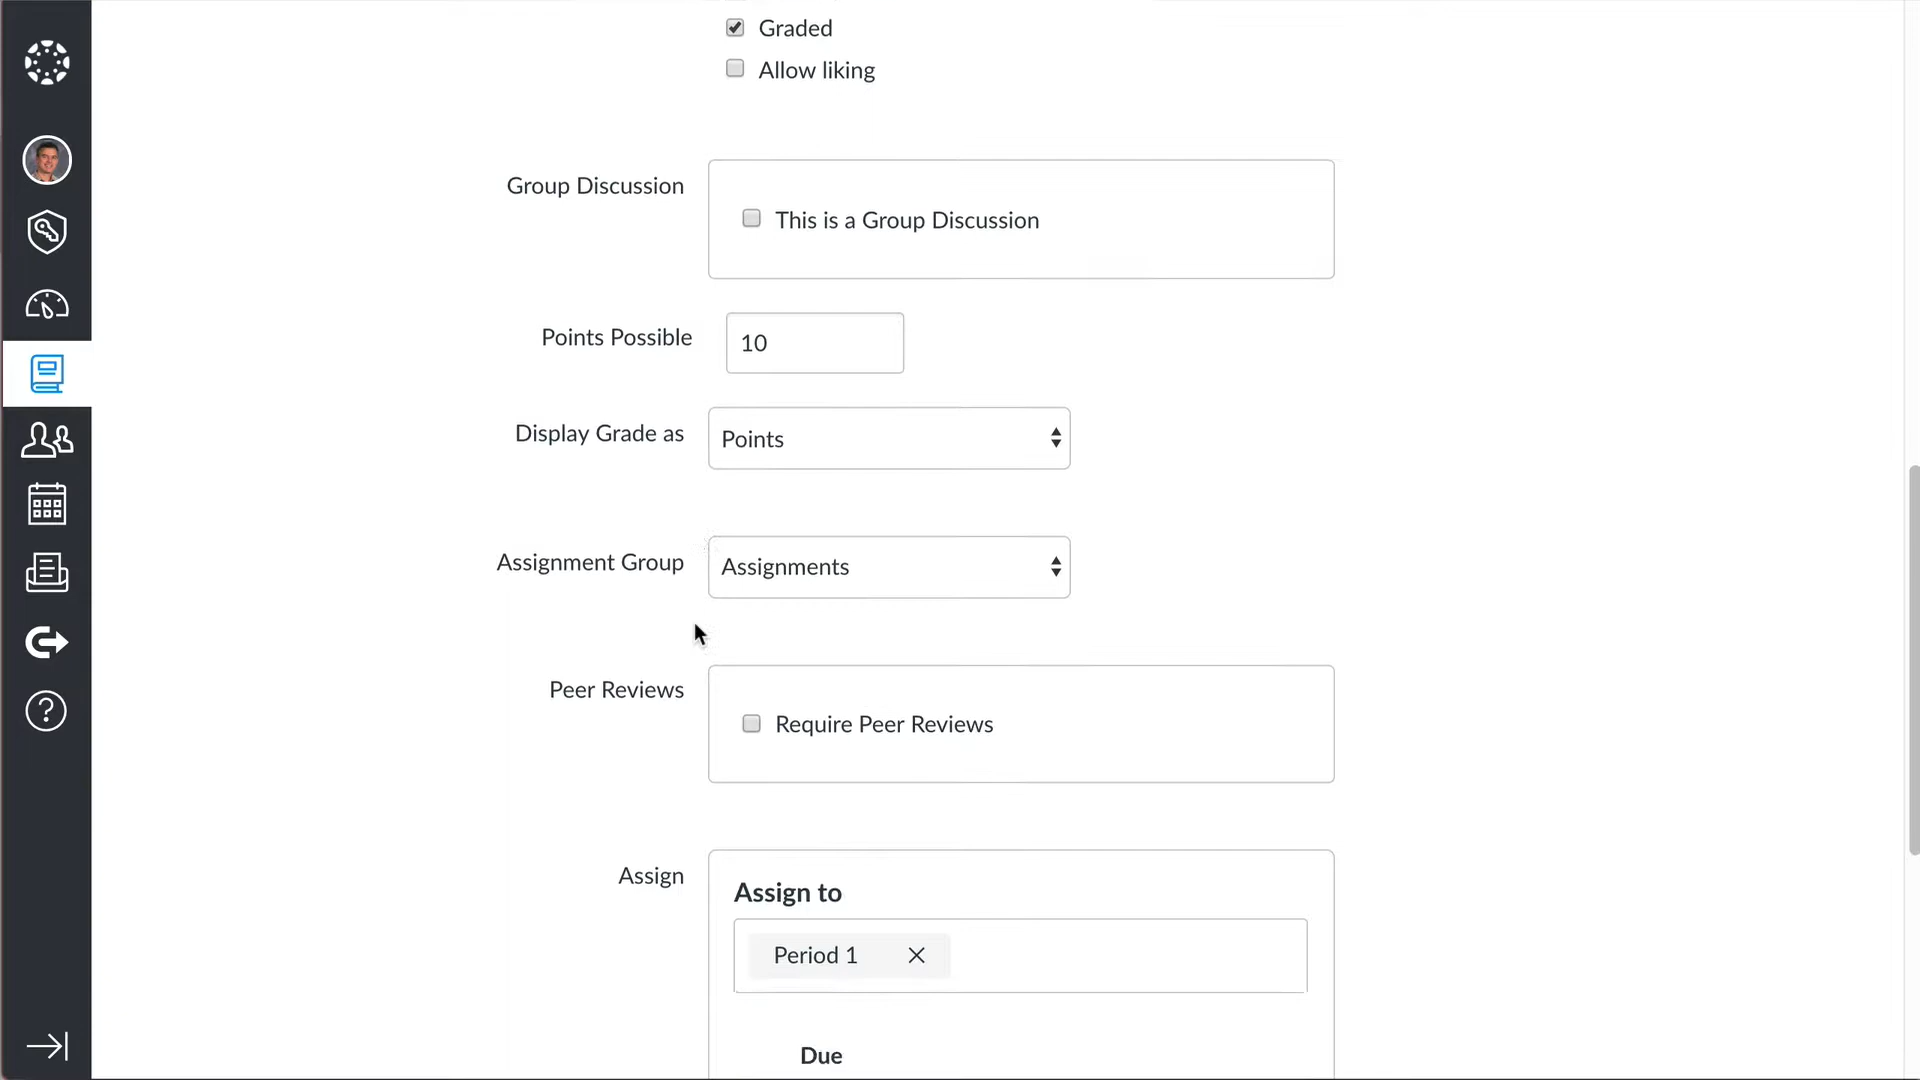 Graded
Allow liking
Group Discussion
This is a Group Discussion
Points Possible
10
Display Grade as
Points
Assignment Group
Assignments
Peer Reviews
Require Peer Reviews
Assign
Assign to
Period 1
Due